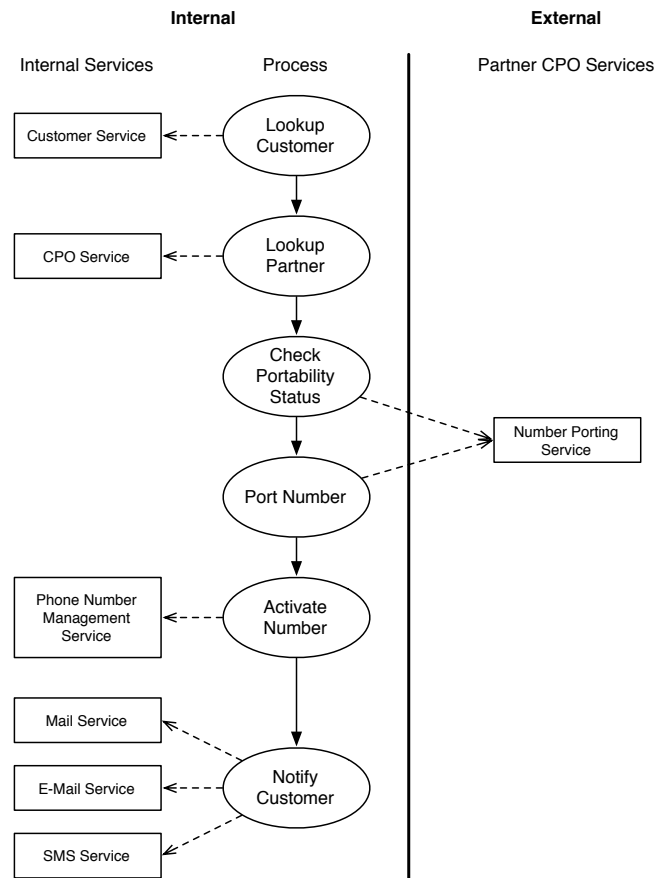 Internal
External
Internal Services
Process
Partner CPO Services
Customer Service
Lookup
Customer
CPO Service
Lookup
Partner
Check
Portability
Status
Number Porting
Service
Port Number
Phone Number
Management
Service
Activate
Number
Mail Service
E-Mail Service
Notify
Customer
SMS Service